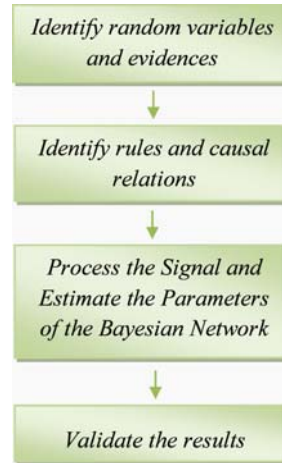 Identify random variables
and evidences
Identify rules and causal
relations
Process the Signal and
Estimate the Parameters
of the Bayesian Network
Validate the results